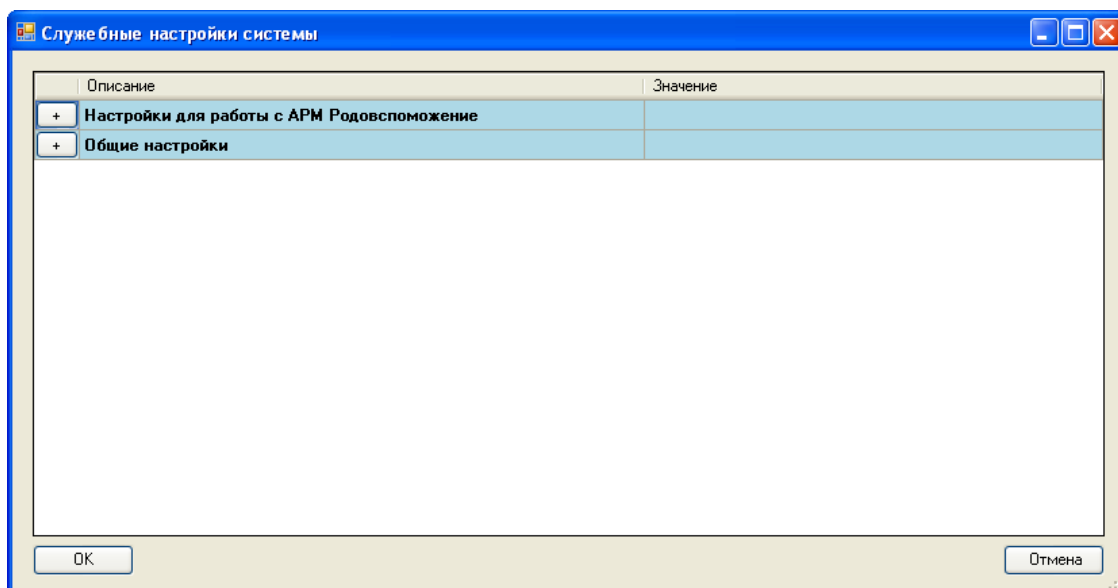 Служебные настройки системы
Описание Значение
+ Настройки для работы с АРМ Родовспоможение
+ Общие настройки
OK Отмена